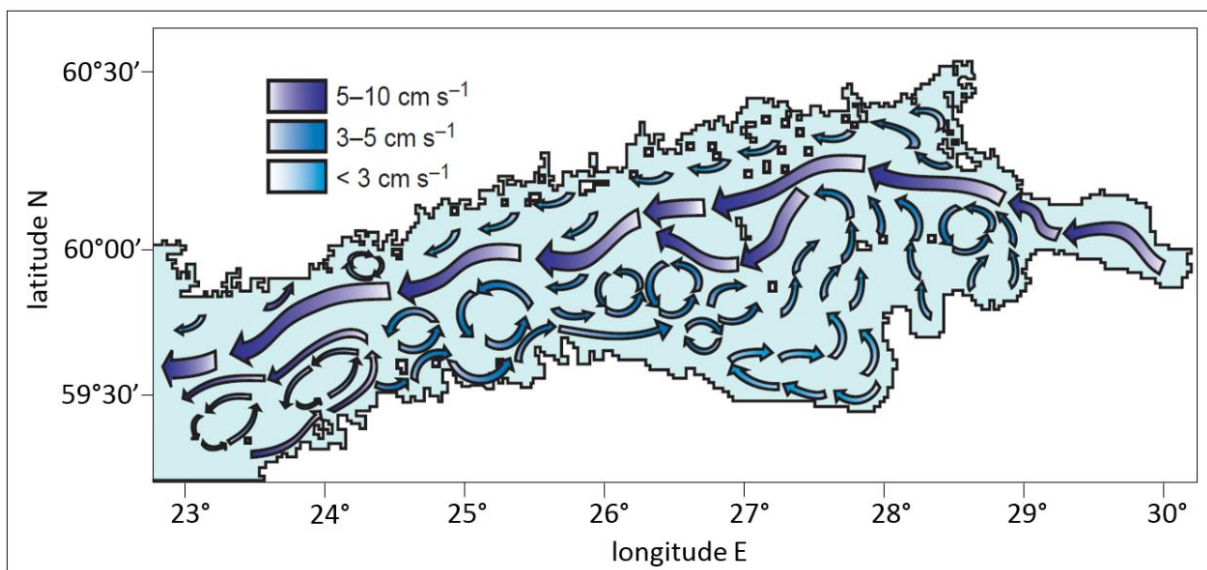 60°30’
60°00’
59°30’
latitude N
5–10 cm s⁻¹
3–5 cm s⁻¹
< 3 cm s⁻¹
23° 24° 25° 26° 27° 28° 29° 30°
longitude E